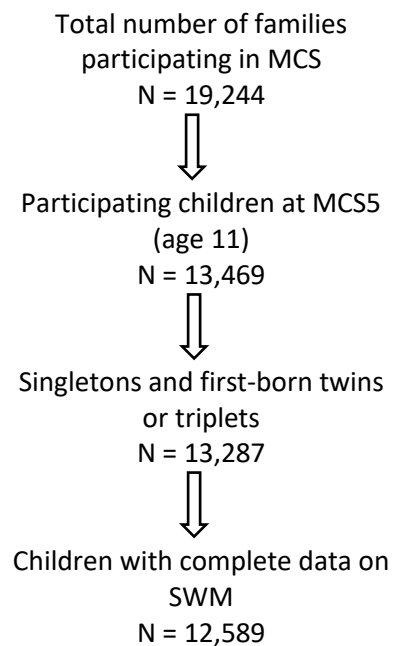 Total number of families
participating in MCS
N = 19,244
Participating children at MCS5
(age 11)
N = 13,469
Singletons and first-born twins
or triplets
N = 13,287
Children with complete data on
SWM
N = 12,589